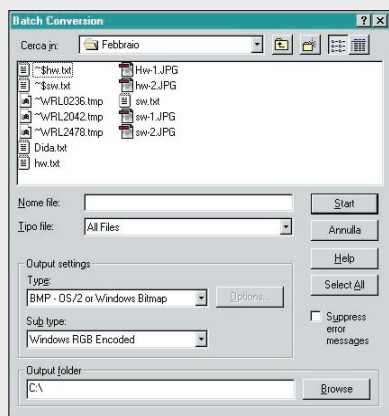 Batch Conversion
Cerca in: Febbraio
~$hw.txt Hw-1.JPG
~$sw.txt hw-2.JPG
~WRL0236.tmp sw.txt
~WRL2042.tmp sw-1.JPG
~WRL2478.tmp sw-2.JPG
Dida.txt
hw.txt
Nome file: Start
Tipo file: All Files Annulla
Help
Output settings
Type:
BMP - OS/2 or Windows Bitmap Options... Select All
Sub type:
Windows RGB Encoded
Suppress
error
messages
Output folder
C:\ Browse